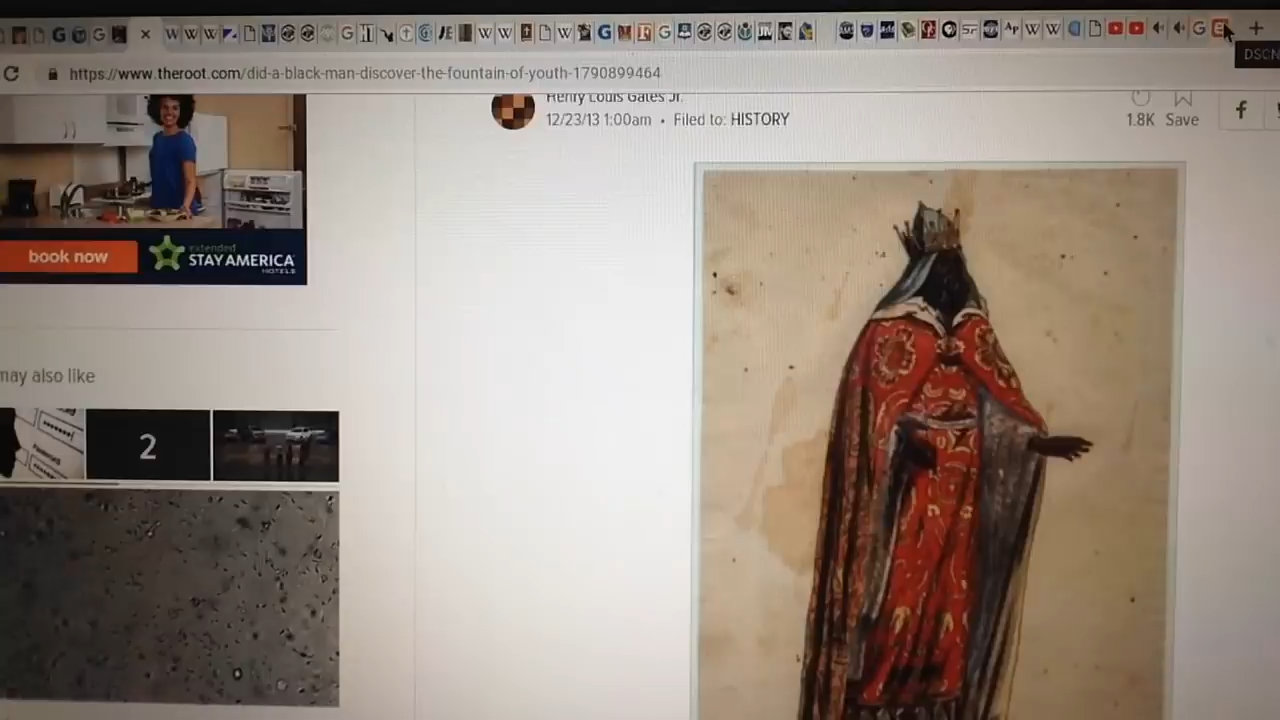 https://www.theroot.com/did-a-black-man-discover-the-fountain-of-youth-1790899464
DSCN
Henry Louis Gates Jr.
12/23/13 1:00am • Filed to: HISTORY
1.8K Save
book now
extended
STAY AMERICA
HOTELS
may also like
2